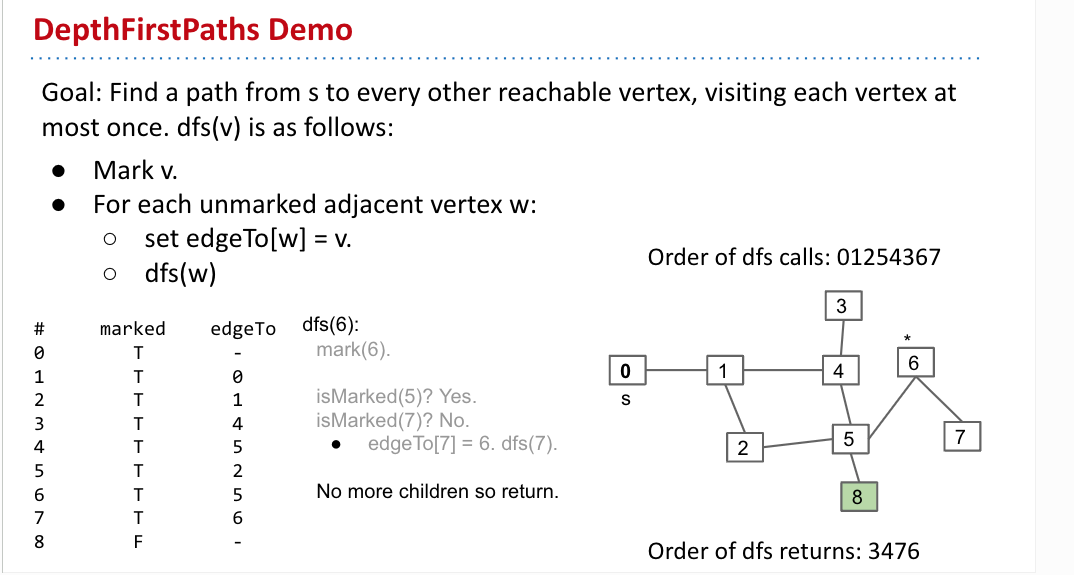 DepthFirstPaths Demo
Goal: Find a path from s to every other reachable vertex, visiting each vertex at
most once. dfs(v) is as follows:
● Mark v.
● For each unmarked adjacent vertex w:
○ set edgeTo[w] = v.
○ dfs(w)
# marked edgeTo
0 T -
1 T 0
2 T 1
3 T 4
4 T 5
5 T 2
6 T 5
7 T 6
8 F -
dfs(6):
mark(6).
isMarked(5)? Yes.
isMarked(7)? No.
● edgeTo[7] = 6. dfs(7).
No more children so return.
Order of dfs calls: 01254367
3
*
6
0
1
4
s
2
5
7
8
Order of dfs returns: 3476